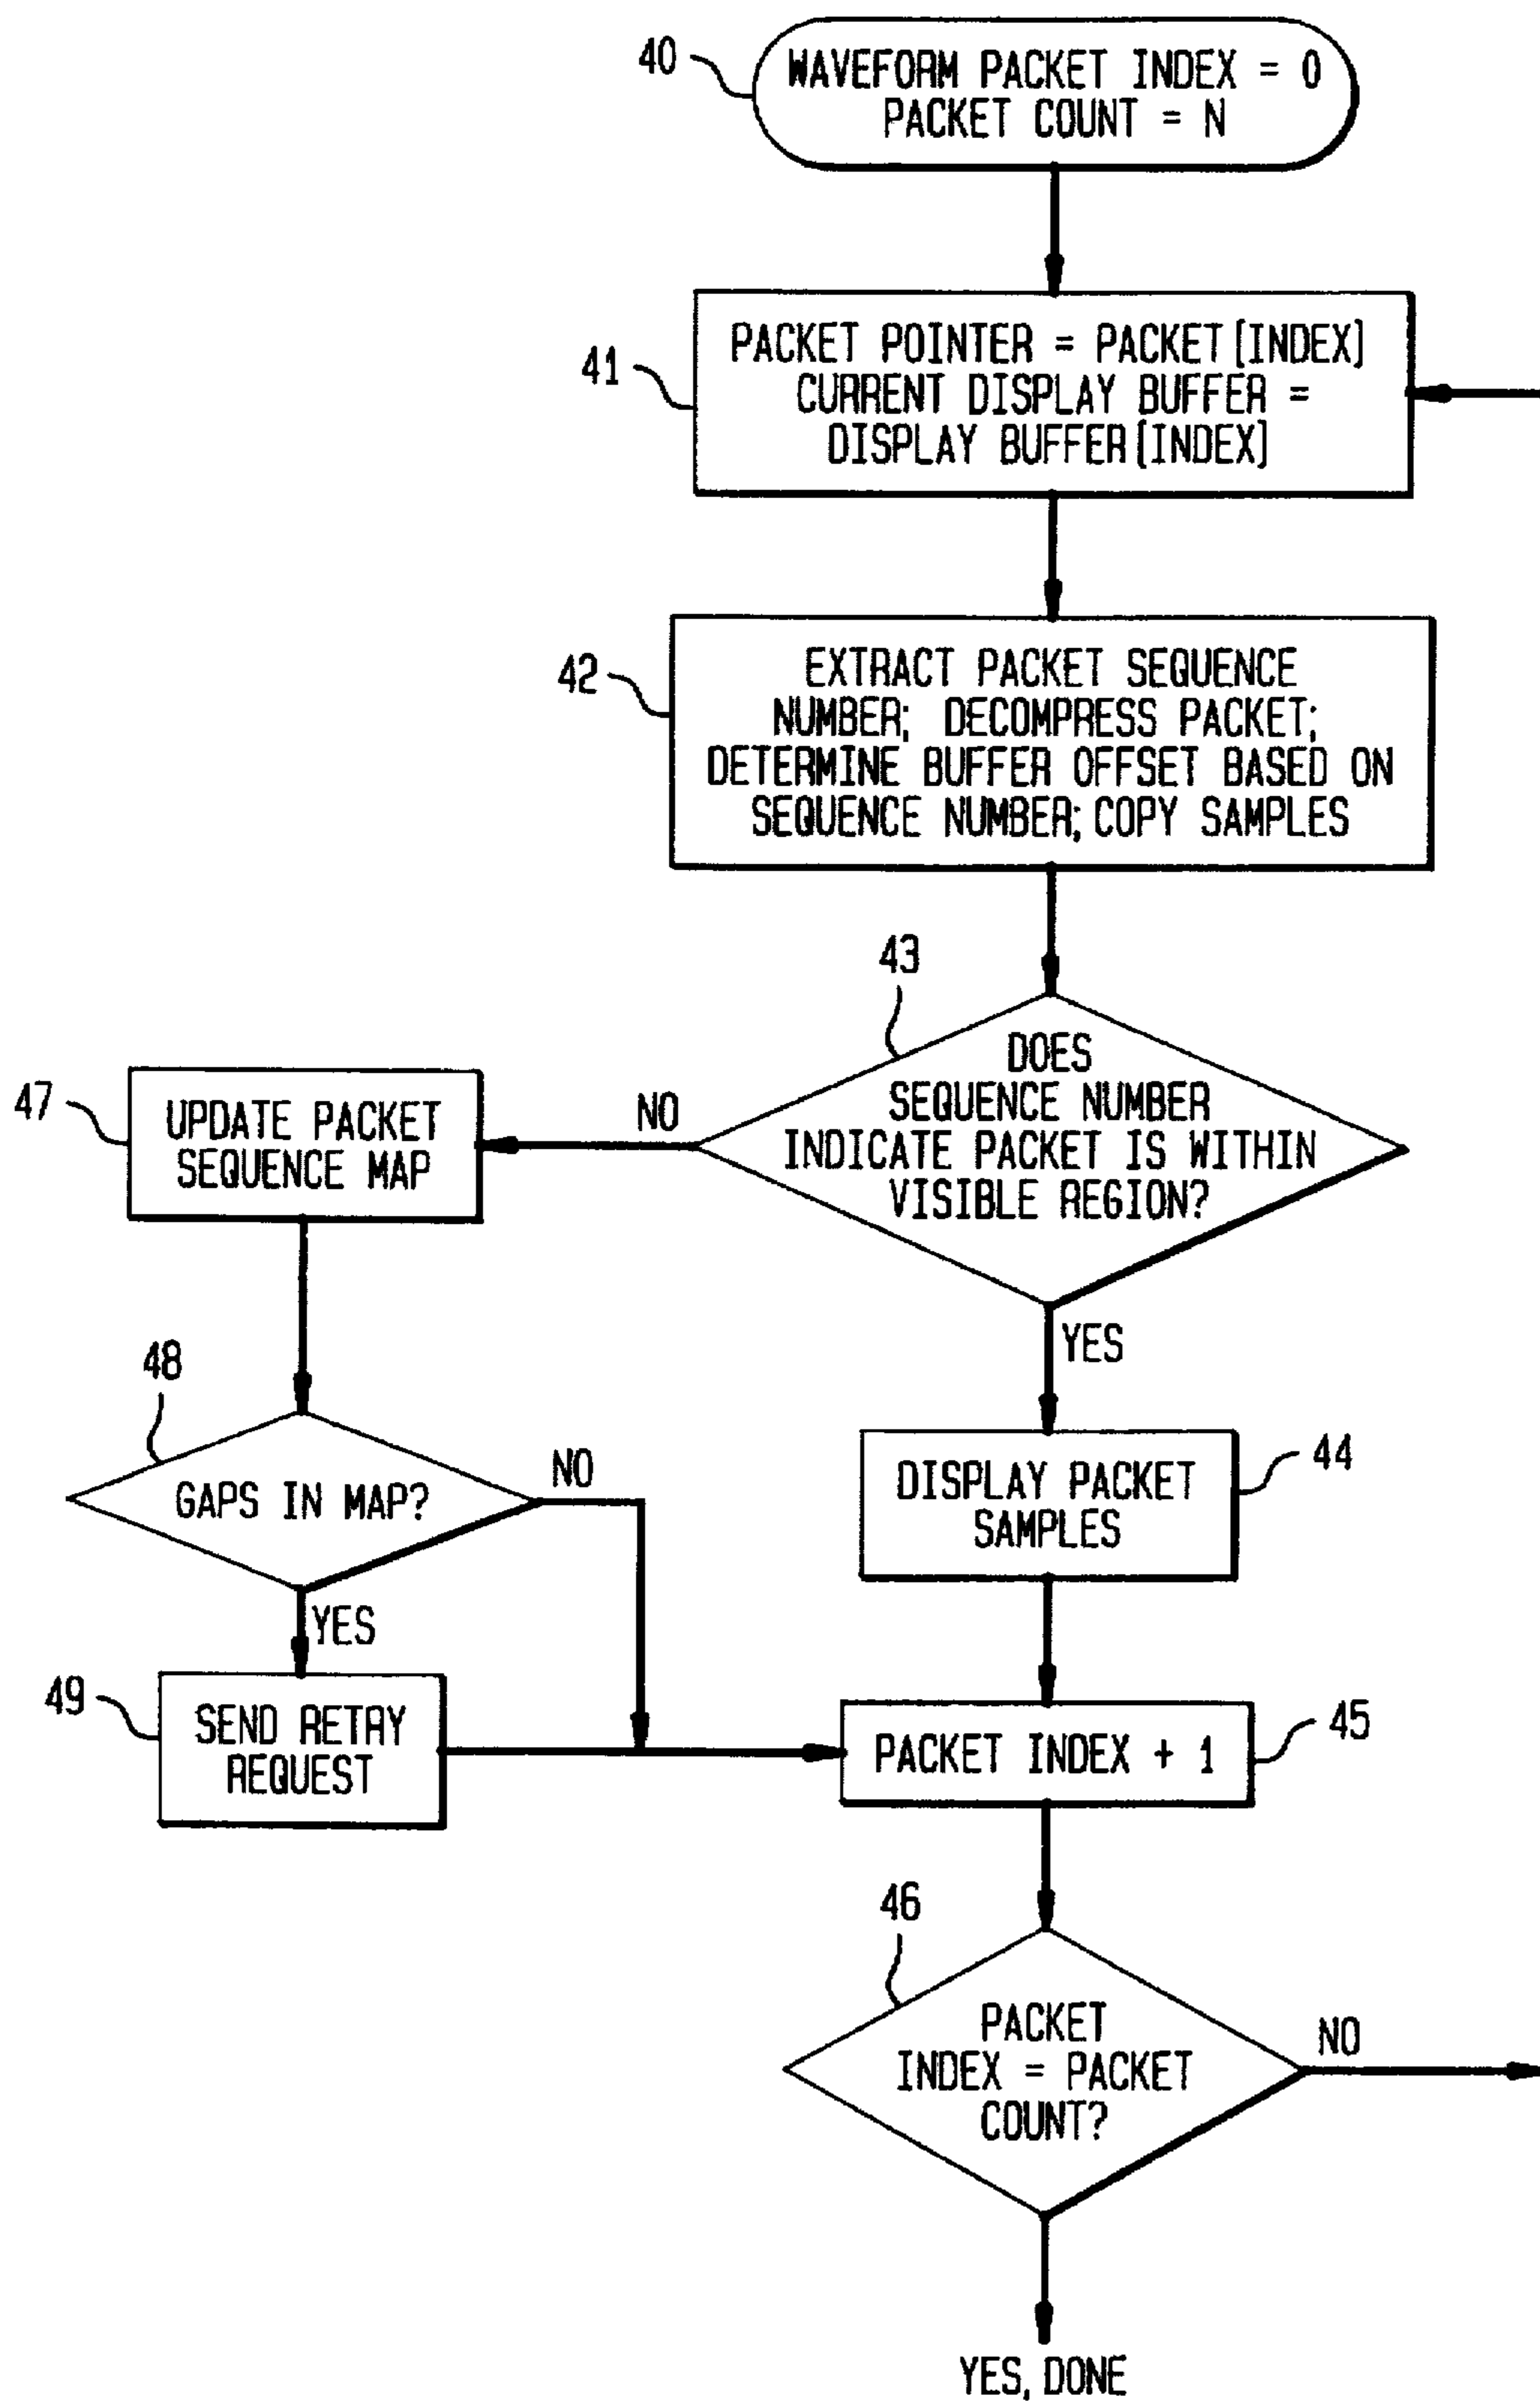 40
WAVEFORM PACKET INDEX = 0
PACKET COUNT = N
41
PACKET POINTER = PACKET[INDEX]
CURRENT DISPLAY BUFFER =
DISPLAY BUFFER[INDEX]
42
EXTRACT PACKET SEQUENCE
NUMBER; DECOMPRESS PACKET;
DETERMINE BUFFER OFFSET BASED ON
SEQUENCE NUMBER; COPY SAMPLES
43
DOES
SEQUENCE NUMBER
INDICATE PACKET IS WITHIN
VISIBLE REGION?
NO
YES
47
UPDATE PACKET
SEQUENCE MAP
48
GAPS IN MAP?
NO
YES
44
DISPLAY PACKET
SAMPLES
49
SEND RETRY
REQUEST
45
PACKET INDEX + 1
46
PACKET
INDEX = PACKET
COUNT?
NO
YES, DONE